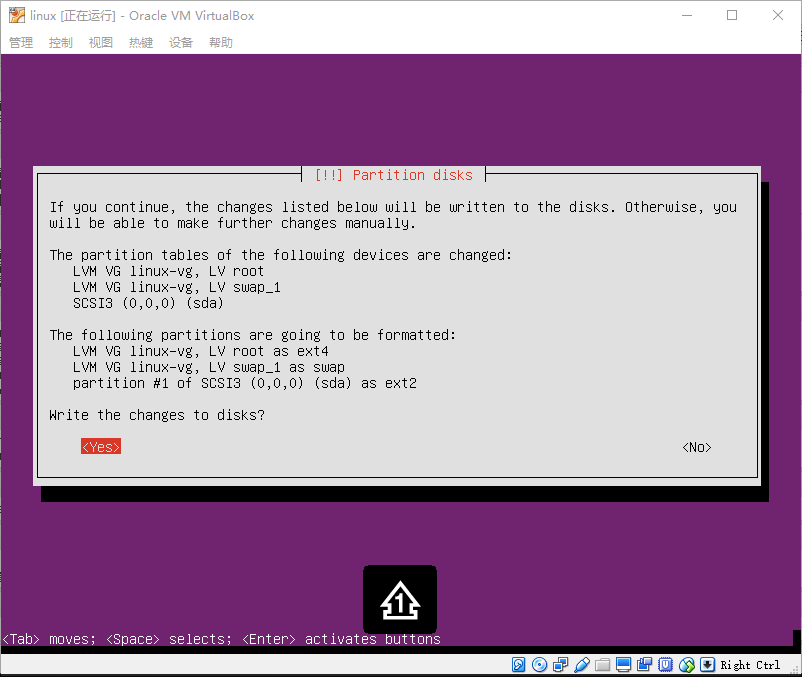 linux [正在运行] - Oracle VM VirtualBox
管理 控制 视图 热键 设备 帮助
[!!] Partition disks
If you continue, the changes listed below will be written to the disks. Otherwise, you
will be able to make further changes manually.
The partition tables of the following devices are changed:
LVM VG linux-vg, LV root
LVM VG linux-vg, LV swap_1
SCSI3 (0,0,0) (sda)
The following partitions are going to be formatted:
LVM VG linux-vg, LV root as ext4
LVM VG linux-vg, LV swap_1 as swap
partition #1 of SCSI3 (0,0,0) (sda) as ext2
Write the changes to disks?
<Yes> <No>
1
<Tab> moves; <Space> selects; <Enter> activates buttons
Right Ctrl